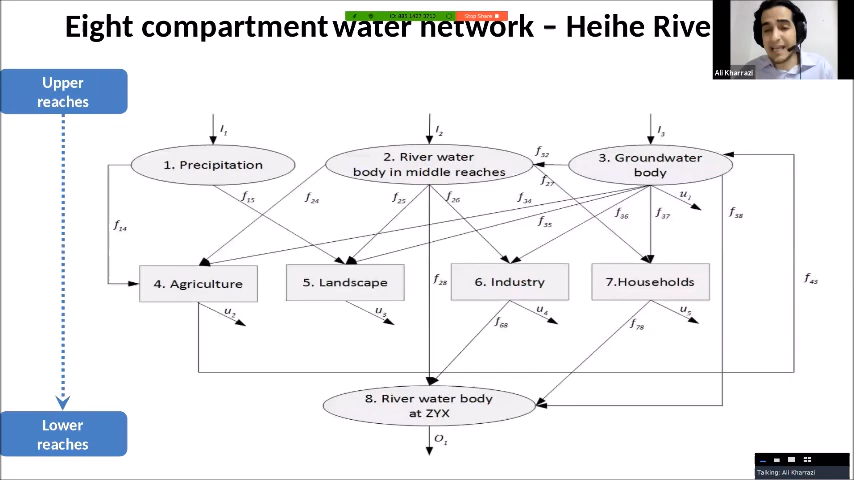 Eight compartment water network – Heihe Rive
Stop Share
Ali Kharrazi
Upper
reaches
I1
I2
I3
1. Precipitation
2. River water
body in middle reaches
3. Groundwater
body
f32
f27
f15
f24
f25
f26
f34
f35
f36
f37
u1
f38
f14
4. Agriculture
5. Landscape
6. Industry
7.Households
f28
f43
u2
u3
u4
u5
f68
f78
8. River water body
at ZYX
O1
Lower
reaches
Talking: Ali Kharrazi